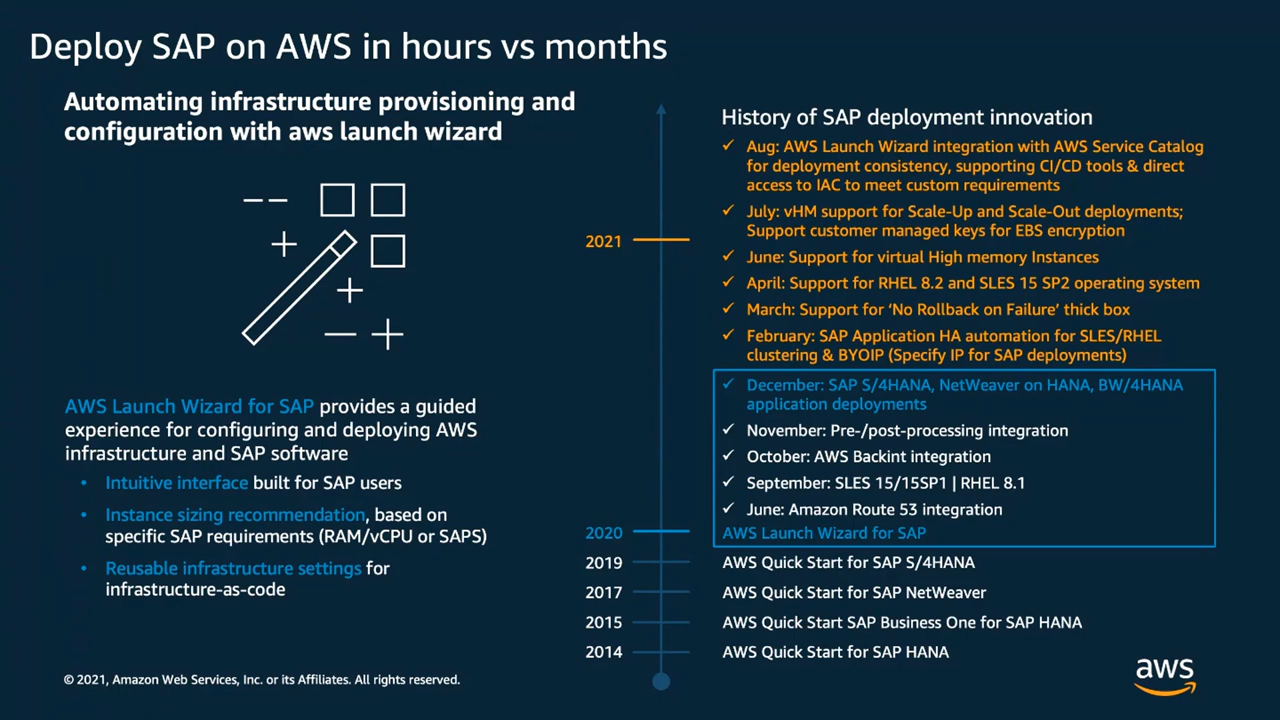 Deploy SAP on AWS in hours vs months
Automating infrastructure provisioning and
configuration with aws launch wizard
AWS Launch Wizard for SAP provides a guided
experience for configuring and deploying AWS
infrastructure and SAP software
• Intuitive interface built for SAP users
• Instance sizing recommendation, based on
specific SAP requirements (RAM/vCPU or SAPS)
• Reusable infrastructure settings for
infrastructure-as-code
History of SAP deployment innovation
✓ Aug: AWS Launch Wizard integration with AWS Service Catalog
for deployment consistency, supporting CI/CD tools & direct
access to IAC to meet custom requirements
✓ July: vHM support for Scale-Up and Scale-Out deployments;
Support customer managed keys for EBS encryption
2021
✓ June: Support for virtual High memory Instances
✓ April: Support for RHEL 8.2 and SLES 15 SP2 operating system
✓ March: Support for ‘No Rollback on Failure’ thick box
✓ February: SAP Application HA automation for SLES/RHEL
clustering & BYOIP (Specify IP for SAP deployments)
✓ December: SAP S/4HANA, NetWeaver on HANA, BW/4HANA
application deployments
✓ November: Pre-/post-processing integration
✓ October: AWS Backint integration
✓ September: SLES 15/15SP1 | RHEL 8.1
✓ June: Amazon Route 53 integration
2020 AWS Launch Wizard for SAP
2019 AWS Quick Start for SAP S/4HANA
2017 AWS Quick Start for SAP NetWeaver
2015 AWS Quick Start SAP Business One for SAP HANA
2014 AWS Quick Start for SAP HANA
© 2021, Amazon Web Services, Inc. or its Affiliates. All rights reserved.
aws